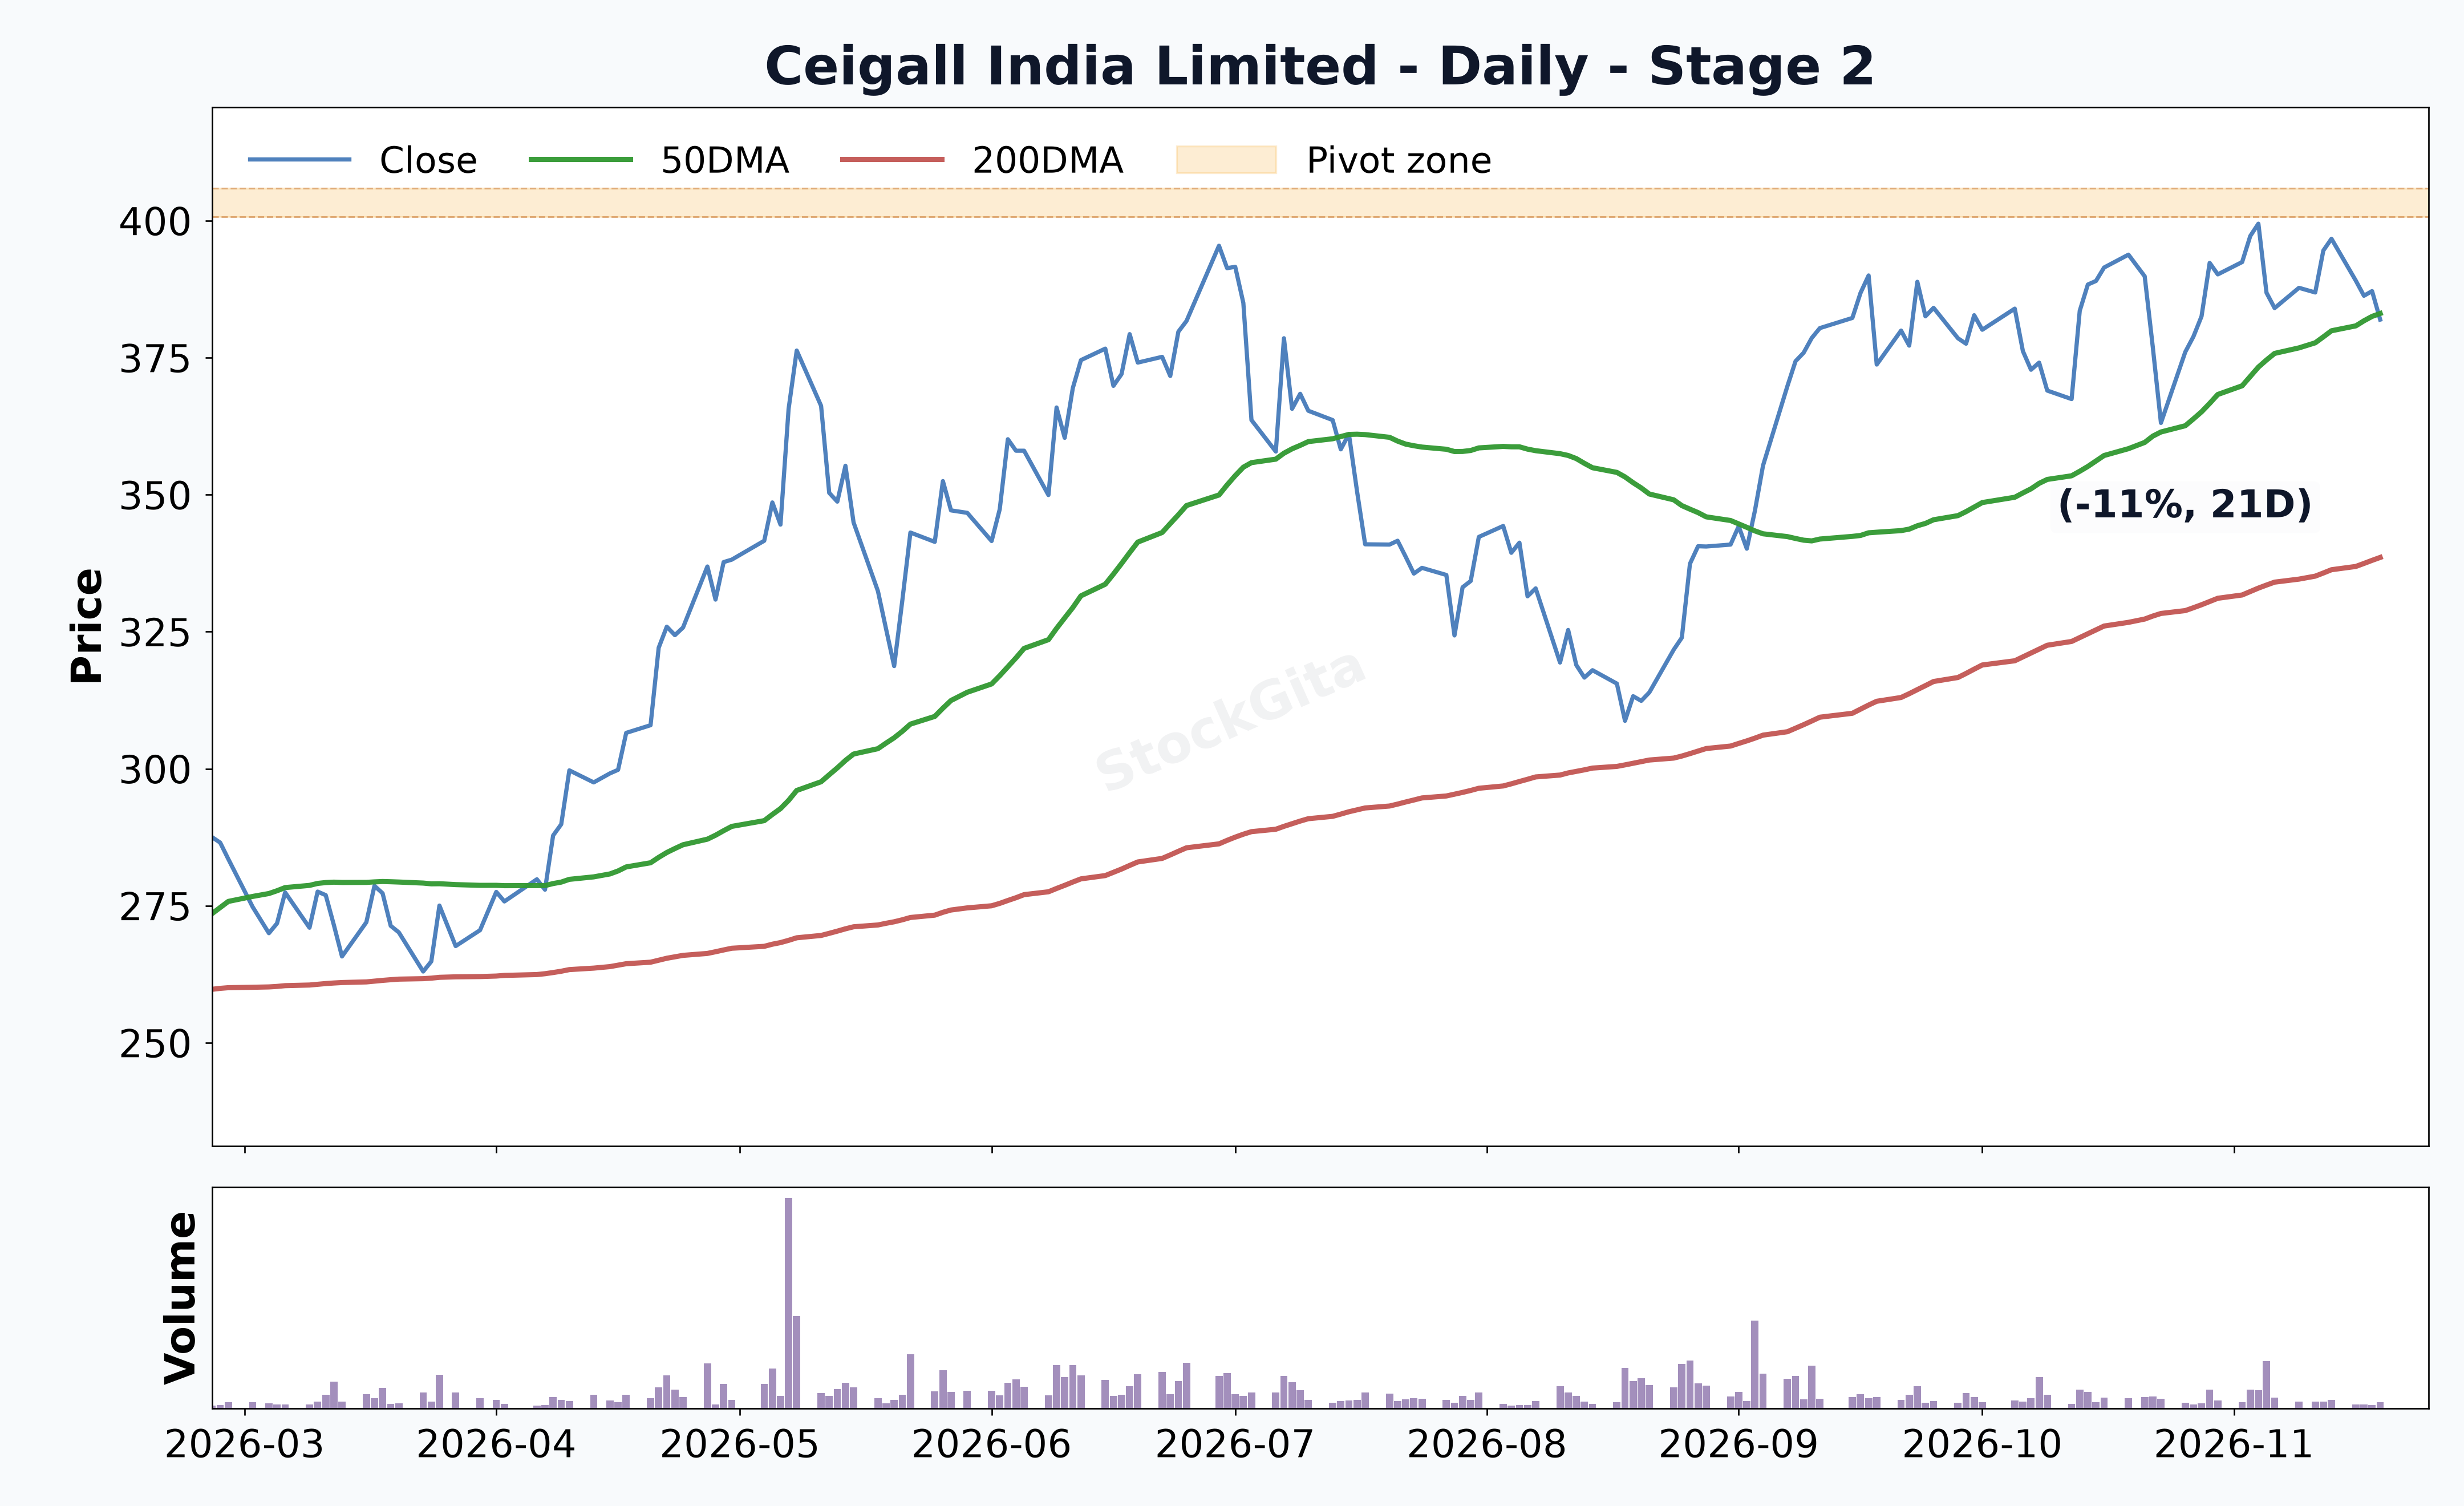 Ceigall India Limited - Daily - Stage 2
Close 50DMA 200DMA Pivot zone
400
375
350
325
300
275
250
Price
(-11%, 21D)
StockGita
Volume
2026-03 2026-04 2026-05 2026-06 2026-07 2026-08 2026-09 2026-10 2026-11